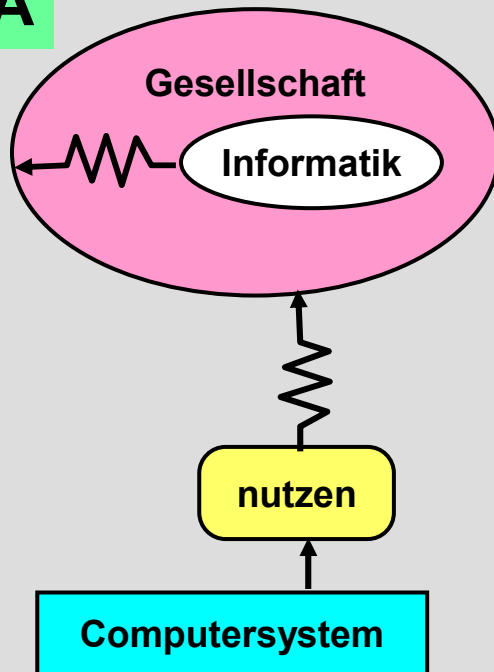 A
Gesellschaft
Informatik
nutzen
Computersystem